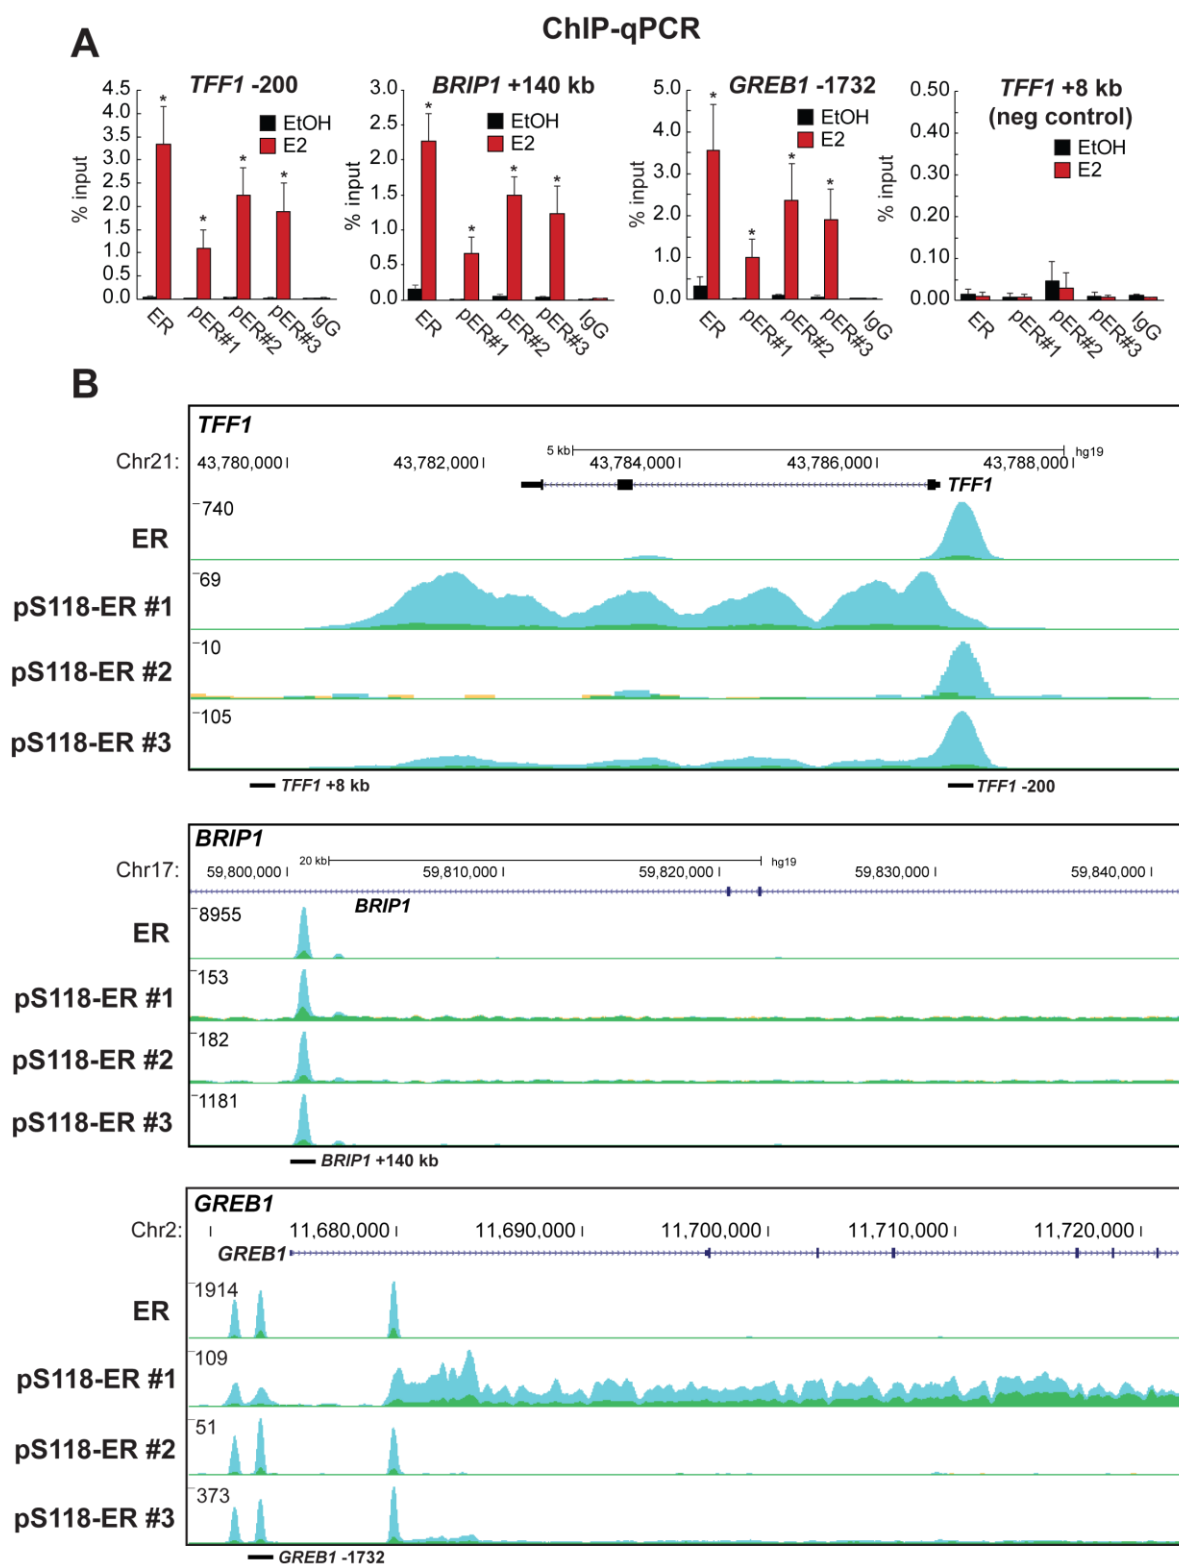 ChIP-qPCR
A
TFF1 -200
4.5
4.0
3.5
3.0
2.5
2.0
1.5
1.0
0.5
0.0
% input
EtOH
E2
*
*
*
*
ER
pER#1
pER#2
pER#3
IgG
BRIP1 +140 kb
3.0
2.5
2.0
1.5
1.0
0.5
0.0
% input
EtOH
E2
*
*
*
*
ER
pER#1
pER#2
pER#3
IgG
GREB1 -1732
5.0
4.0
3.0
2.0
1.0
0.0
% input
EtOH
E2
*
*
*
*
ER
pER#1
pER#2
pER#3
IgG
TFF1 +8 kb
(neg control)
0.50
0.40
0.30
0.20
0.10
0.00
% input
EtOH
E2
ER
pER#1
pER#2
pER#3
IgG
B
TFF1
5 kb hg19
Chr21: 43,780,000 43,782,000 43,784,000 43,786,000 43,788,000
TFF1
740
ER
69
pS118-ER #1
10
pS118-ER #2
105
pS118-ER #3
TFF1 +8 kb TFF1 -200
BRIP1
20 kb hg19
Chr17: 59,800,000 59,810,000 59,820,000 59,830,000 59,840,000
BRIP1
8955
ER
153
pS118-ER #1
182
pS118-ER #2
1181
pS118-ER #3
BRIP1 +140 kb
GREB1
Chr2: 11,680,000 11,690,000 11,700,000 11,710,000 11,720,000
GREB1
1914
ER
109
pS118-ER #1
51
pS118-ER #2
373
pS118-ER #3
GREB1 -1732